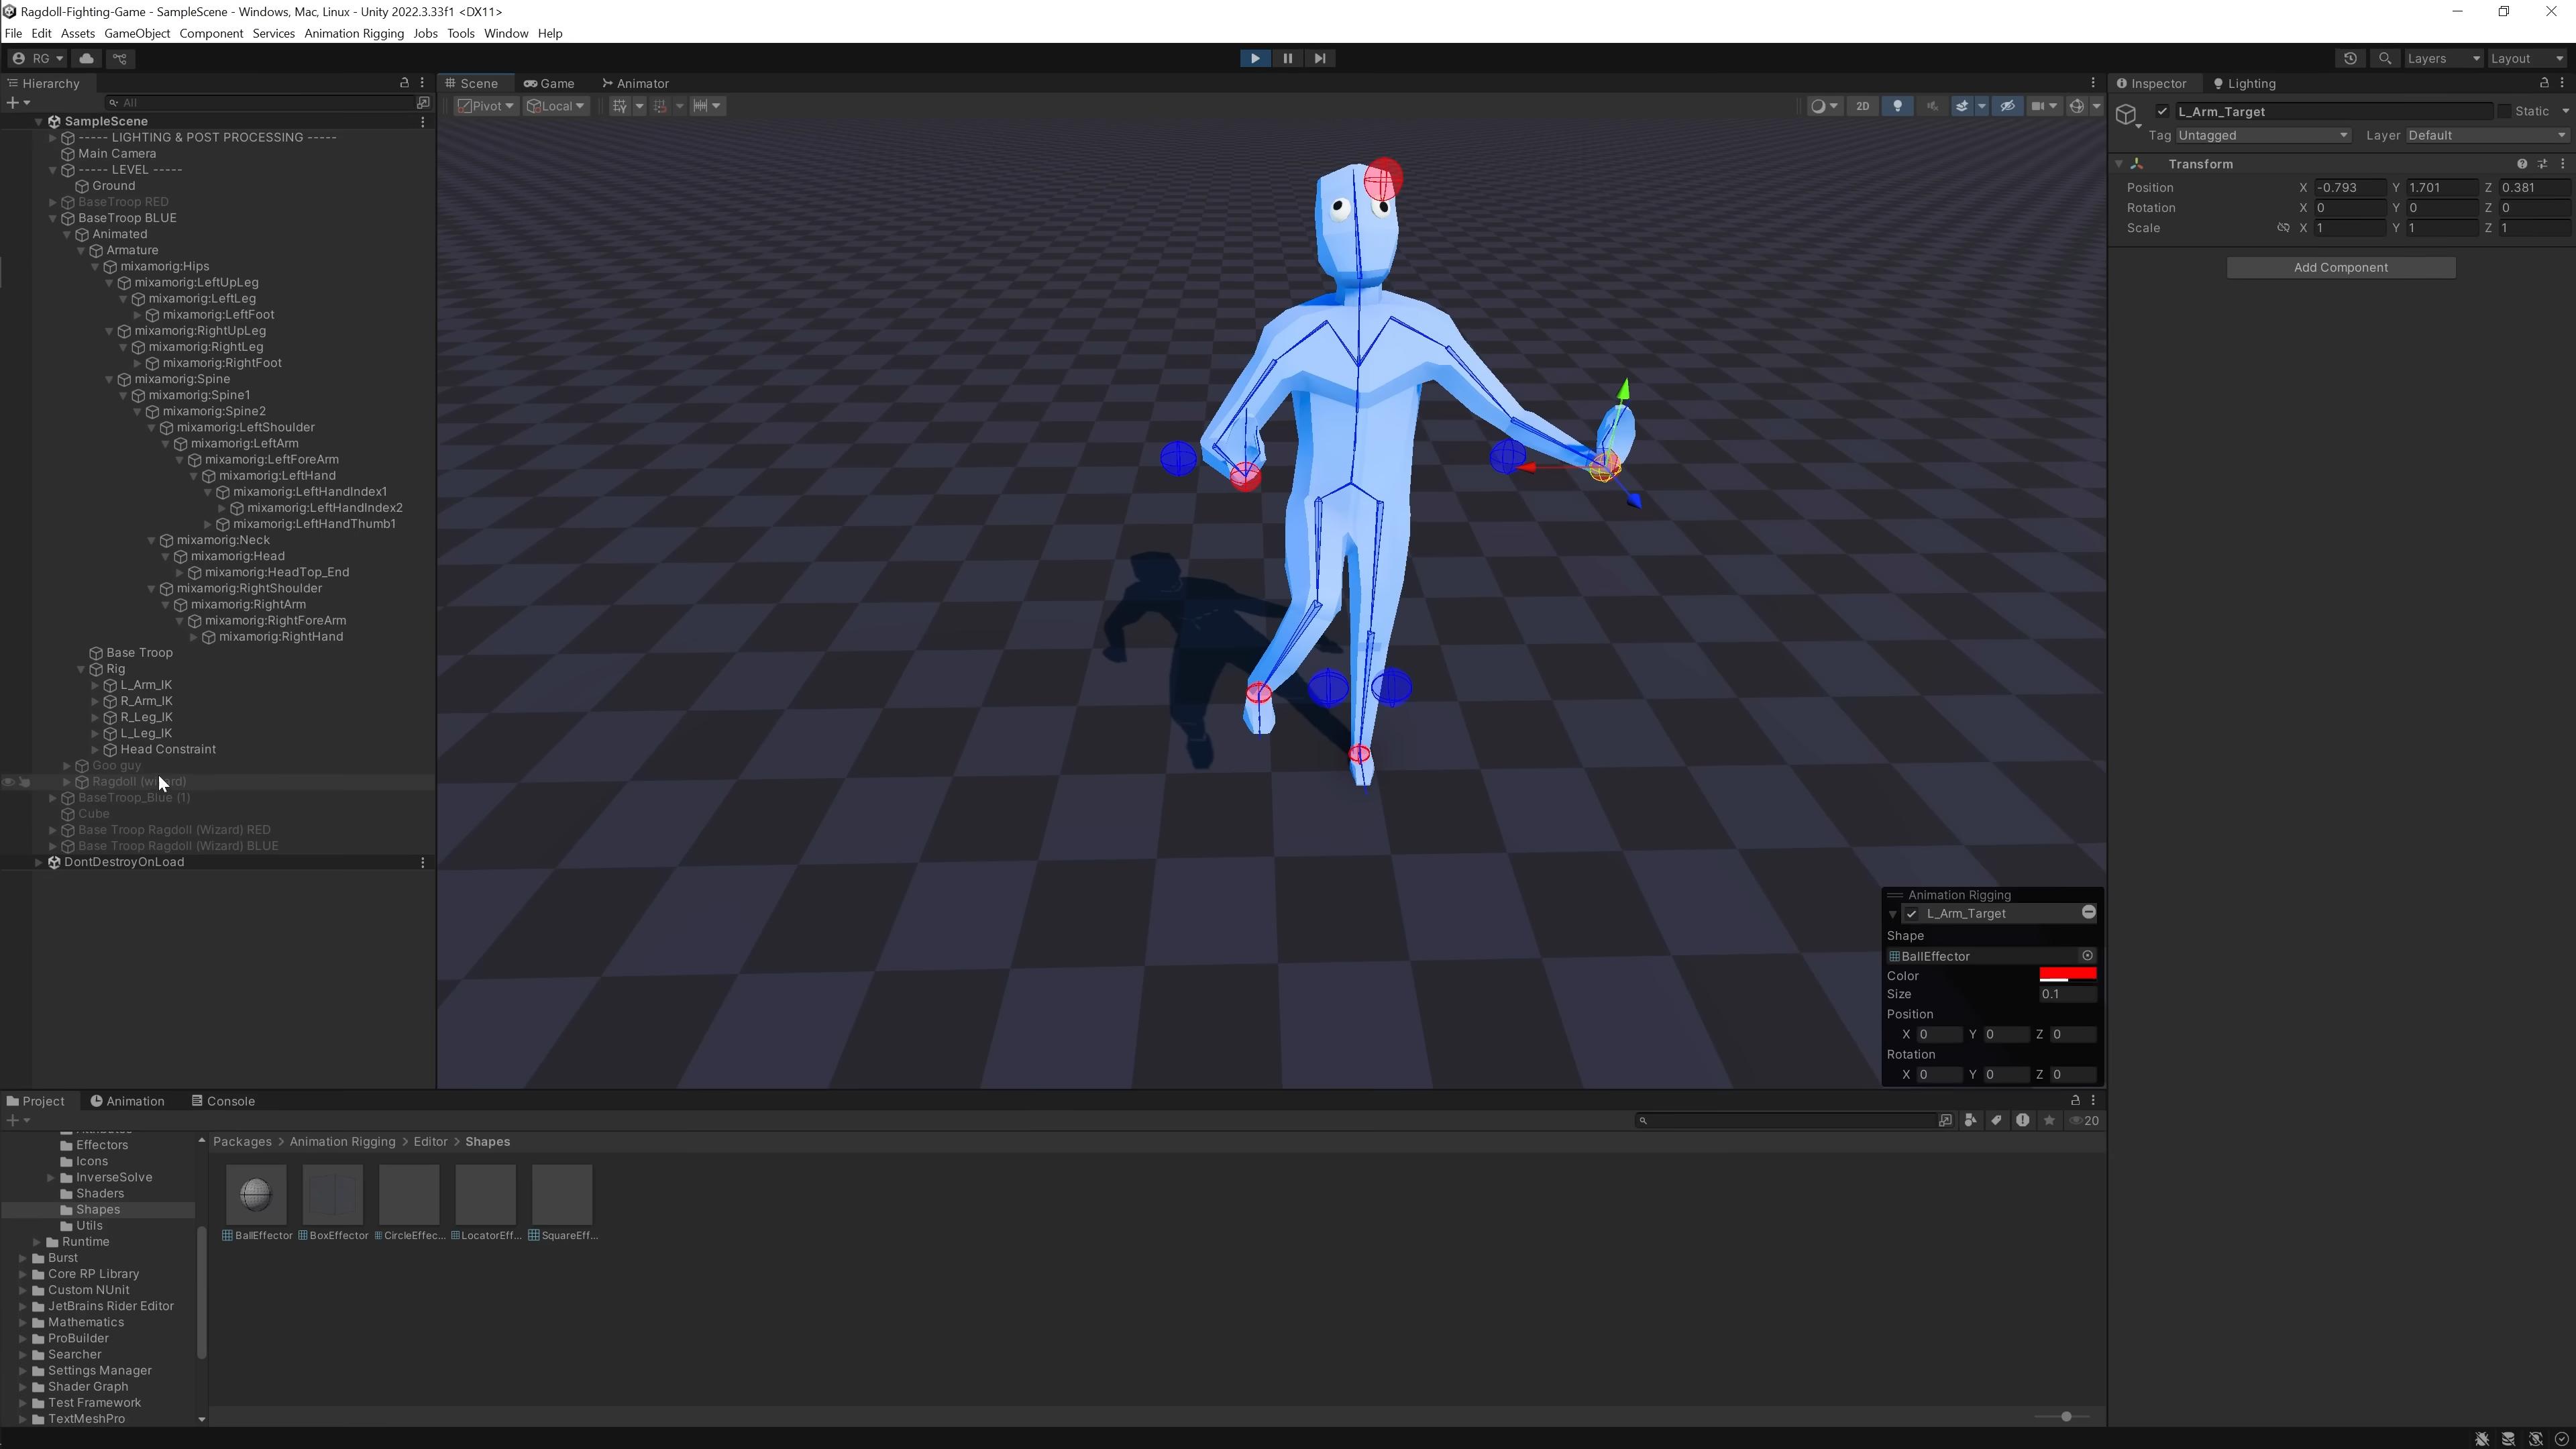 Ragdoll-Fighting-Game - SampleScene - Windows, Mac, Linux - Unity 2022.3.33f1 <DX11>
File Edit Assets GameObject Component Services Animation Rigging Jobs Tools Window Help
RG
Layers Layout
Hierarchy
All
SampleScene
----- LIGHTING & POST PROCESSING -----
Main Camera
----- LEVEL -----
Ground
BaseTroop RED
BaseTroop BLUE
Animated
Armature
mixamorig:Hips
mixamorig:LeftUpLeg
mixamorig:LeftLeg
mixamorig:LeftFoot
mixamorig:RightUpLeg
mixamorig:RightLeg
mixamorig:RightFoot
mixamorig:Spine
mixamorig:Spine1
mixamorig:Spine2
mixamorig:LeftShoulder
mixamorig:LeftArm
mixamorig:LeftForeArm
mixamorig:LeftHand
mixamorig:LeftHandIndex1
mixamorig:LeftHandIndex2
mixamorig:LeftHandThumb1
mixamorig:Neck
mixamorig:Head
mixamorig:HeadTop_End
mixamorig:RightShoulder
mixamorig:RightArm
mixamorig:RightForeArm
mixamorig:RightHand
Base Troop
Rig
L_Arm_IK
R_Arm_IK
R_Leg_IK
L_Leg_IK
Head Constraint
Goo guy
Ragdoll
BaseTroop_Blue (1)
Cube
Base Troop Ragdoll (Wizard) RED
Base Troop Ragdoll (Wizard) BLUE
DontDestroyOnLoad
Scene Game Animator
Pivot Local
2D
Animation Rigging
L_Arm_Target
Shape
BallEffector
Color
Size 0.1
Position
X 0 Y 0 Z 0
Rotation
X 0 Y 0 Z 0
Inspector Lighting
L_Arm_Target Static
Tag Untagged Layer Default
Transform
Position X -0.793 Y 1.701 Z 0.381
Rotation X 0 Y 0 Z 0
Scale X 1 Y 1 Z 1
Add Component
Project Animation Console
20
Effectors
Icons
InverseSolve
Shaders
Shapes
Utils
Runtime
Burst
Core RP Library
Custom NUnit
JetBrains Rider Editor
Mathematics
ProBuilder
Searcher
Settings Manager
Shader Graph
Test Framework
TextMeshPro
Packages > Animation Rigging > Editor > Shapes
BallEffector BoxEffector CircleEffec... LocatorEff... SquareEff...